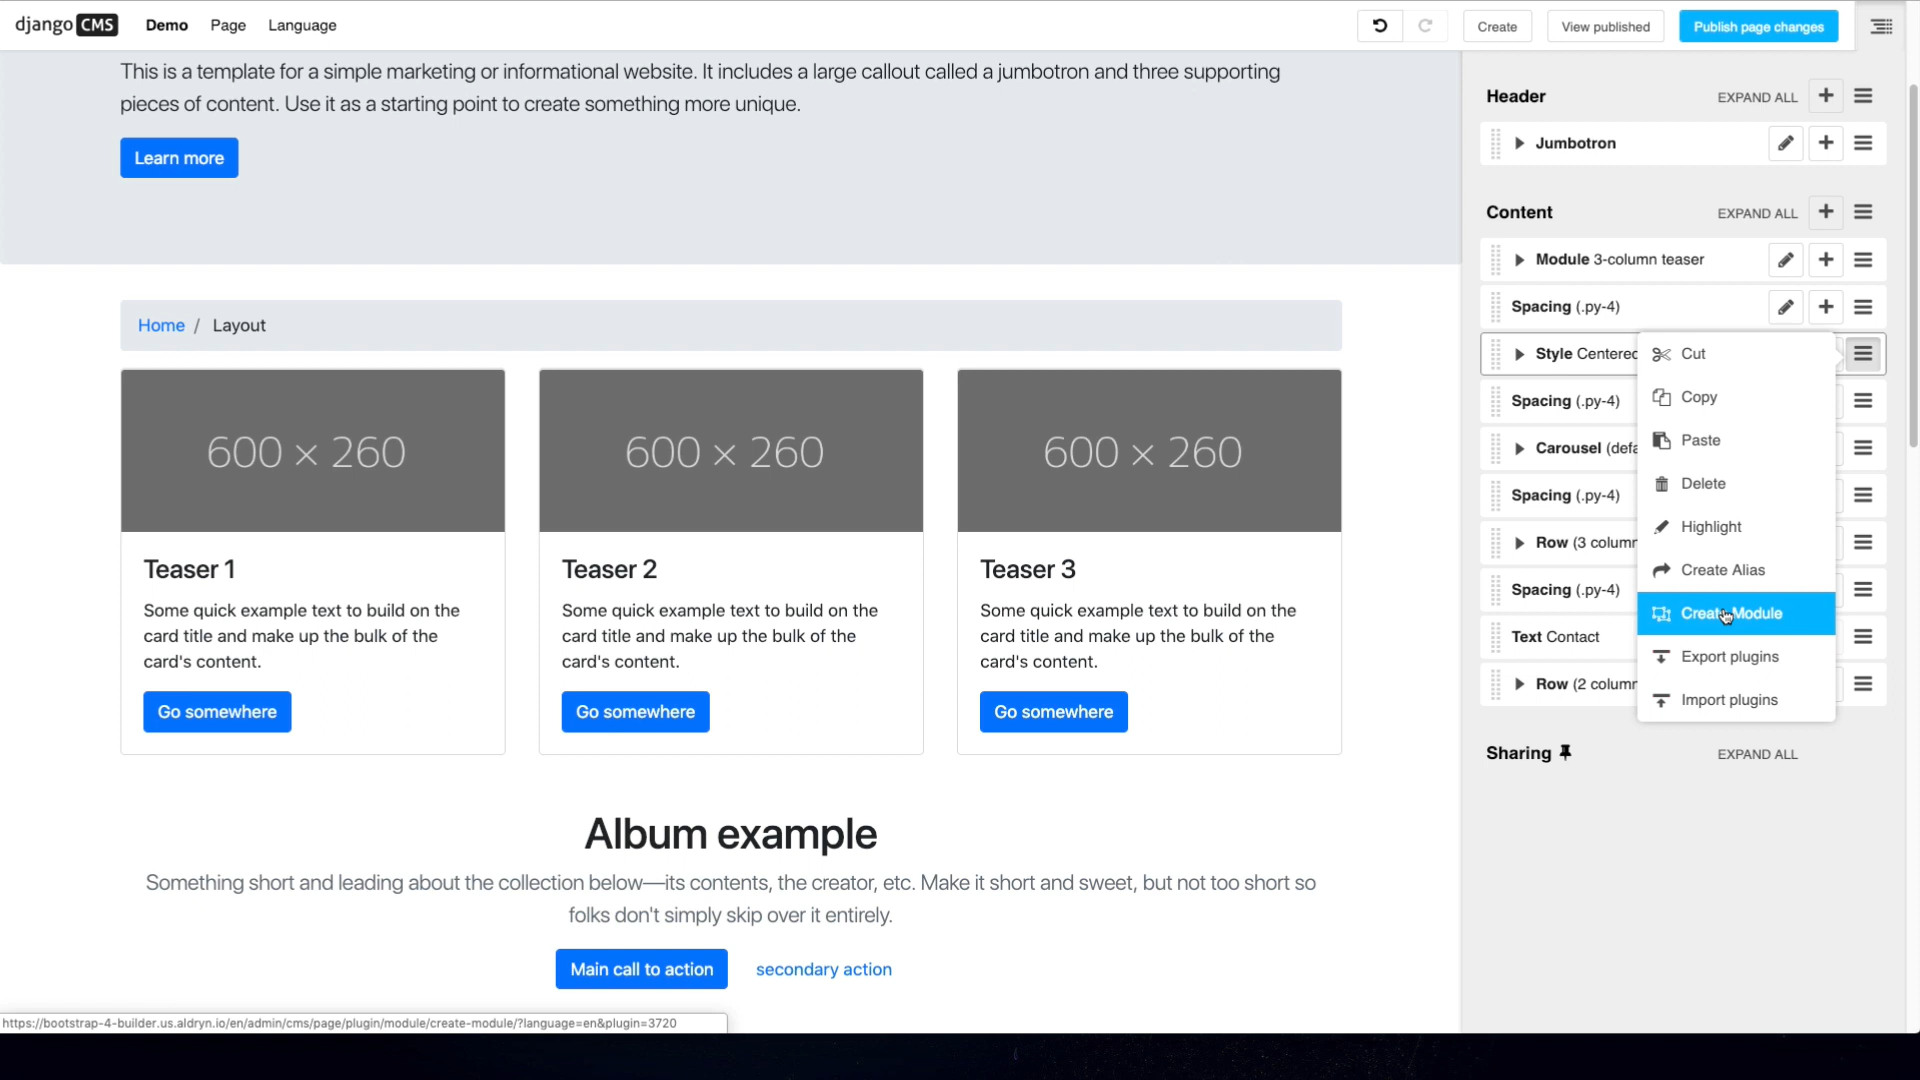 django CMS Demo Page Language Create View published Publish page changes
This is a template for a simple marketing or informational website. It includes a large callout called a jumbotron and three supporting
pieces of content. Use it as a starting point to create something more unique.
Learn more
Home / Layout
600 × 260
Teaser 1
Some quick example text to build on the
card title and make up the bulk of the
card's content.
Go somewhere
600 × 260
Teaser 2
Some quick example text to build on the
card title and make up the bulk of the
card's content.
Go somewhere
600 × 260
Teaser 3
Some quick example text to build on the
card title and make up the bulk of the
card's content.
Go somewhere
Album example
Something short and leading about the collection below—its contents, the creator, etc. Make it short and sweet, but not too short so
folks don't simply skip over it entirely.
Main call to action secondary action
https://bootstrap-4-builder.us.aldryn.io/en/admin/cms/page/plugin/module/create-module/?language=en&plugin=3720
Header EXPAND ALL
Jumbotron
Content EXPAND ALL
Module 3-column teaser
Spacing (.py-4)
Style Centered
Spacing (.py-4)
Carousel (defa
Spacing (.py-4)
Row (3 column
Spacing (.py-4)
Text Contact
Row (2 column
Cut
Copy
Paste
Delete
Highlight
Create Alias
Create Module
Export plugins
Import plugins
Sharing EXPAND ALL